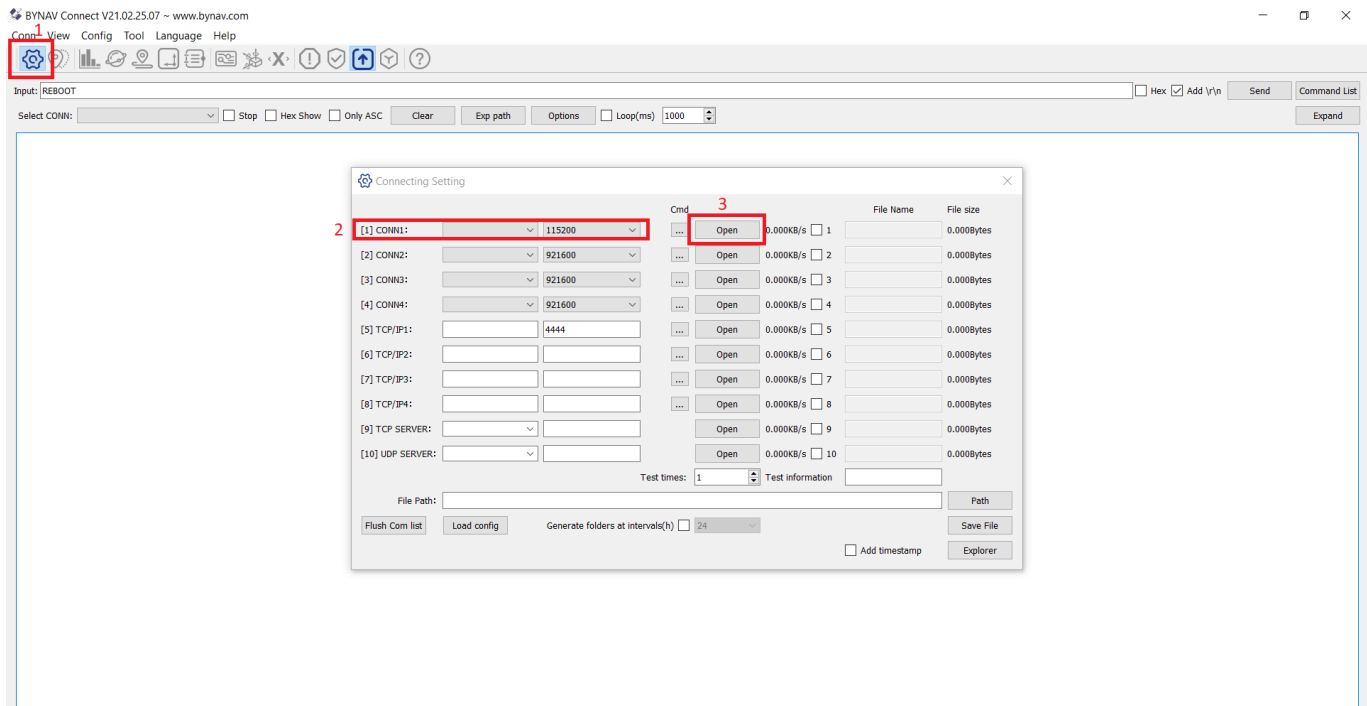 BYNAV Connect V21.02.25.07 ~ www.bynav.com
1
Conn View Config Tool Language Help
Input: REBOOT Hex Add \r\n Send Command List
Select CONN: Stop Hex Show Only ASC Clear Exp path Options Loop(ms) 1000 Expand
Connecting Setting
Cmd 3 File Name File size
2 [1] CONN1: 115200 ... Open 0.000KB/s 1 0.000Bytes
[2] CONN2: 921600 ... Open 0.000KB/s 2 0.000Bytes
[3] CONN3: 921600 ... Open 0.000KB/s 3 0.000Bytes
[4] CONN4: 921600 ... Open 0.000KB/s 4 0.000Bytes
[5] TCP/IP1: 4444 ... Open 0.000KB/s 5 0.000Bytes
[6] TCP/IP2: ... Open 0.000KB/s 6 0.000Bytes
[7] TCP/IP3: ... Open 0.000KB/s 7 0.000Bytes
[8] TCP/IP4: ... Open 0.000KB/s 8 0.000Bytes
[9] TCP SERVER: Open 0.000KB/s 9 0.000Bytes
[10] UDP SERVER: Open 0.000KB/s 10 0.000Bytes
Test times: 1 Test information
File Path: Path
Flush Com list Load config Generate folders at intervals(h) 24 Save File
Add timestamp Explorer